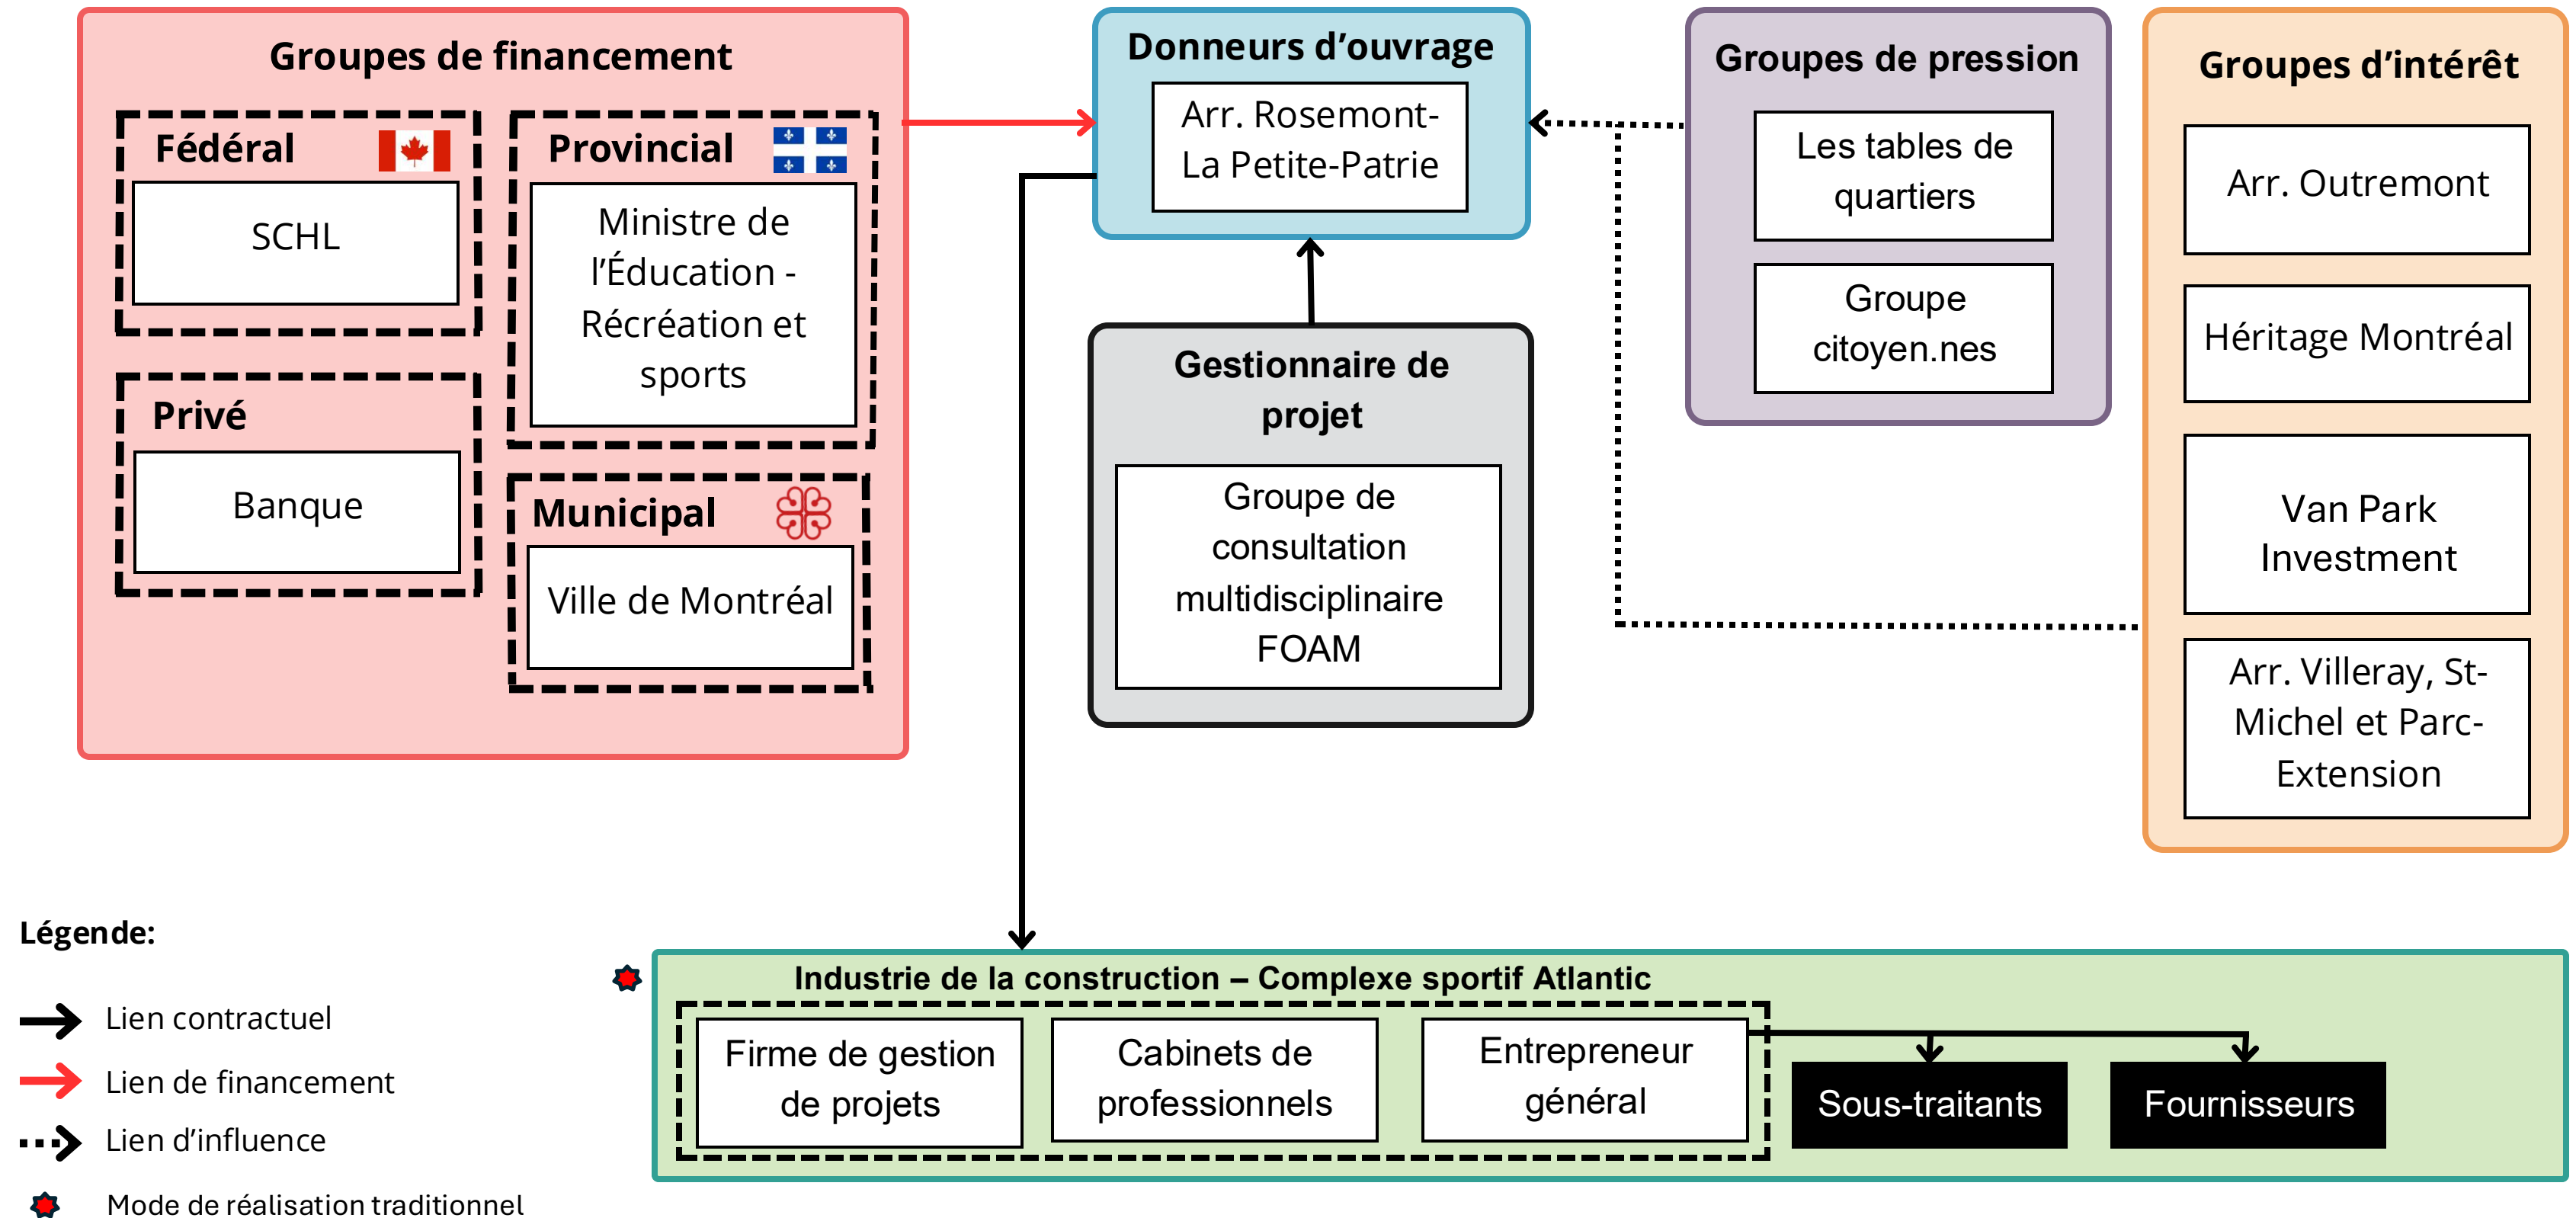 Groupes de financement
Fédéral
SCHL
Provincial
Ministre de
l’Éducation -
Récréation et
sports
Privé
Banque
Municipal
Ville de Montréal
Donneurs d’ouvrage
Arr. Rosemont-
La Petite-Patrie
Gestionnaire de
projet
Groupe de
consultation
multidisciplinaire
FOAM
Groupes de pression
Les tables de
quartiers
Groupe
citoyen.nes
Groupes d’intérêt
Arr. Outremont
Héritage Montréal
Van Park
Investment
Arr. Villeray, St-
Michel et Parc-
Extension
Légende:
Lien contractuel
Lien de financement
Lien d’influence
Mode de réalisation traditionnel
Industrie de la construction – Complexe sportif Atlantic
Firme de gestion
de projets
Cabinets de
professionnels
Entrepreneur
général
Sous-traitants
Fournisseurs